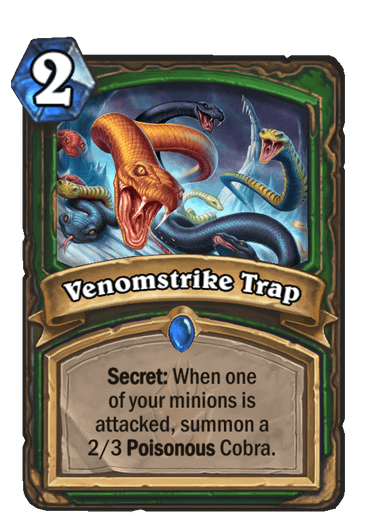 2
Venomstrike Trap
Secret: When one
of your minions is
attacked, summon a
2/3 Poisonous Cobra.